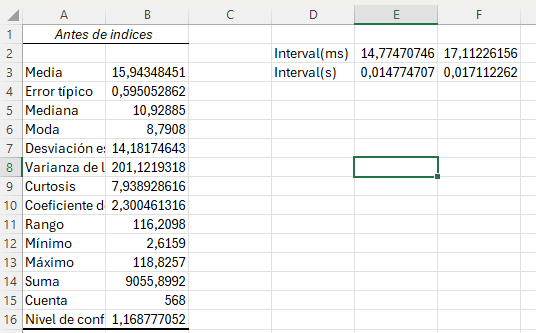 A B C D E F
1 Antes de indices
2 Interval(ms) 14,77470746 17,11226156
3 Media 15,94348451 Interval(s) 0,014774707 0,017112262
4 Error típico 0,595052862
5 Mediana 10,92885
6 Moda 8,7908
7 Desviación es 14,18174643
8 Varianza de l 201,1219318
9 Curtosis 7,938928616
10 Coeficiente d 2,300461316
11 Rango 116,2098
12 Mínimo 2,6159
13 Máximo 118,8257
14 Suma 9055,8992
15 Cuenta 568
16 Nivel de conf 1,168777052